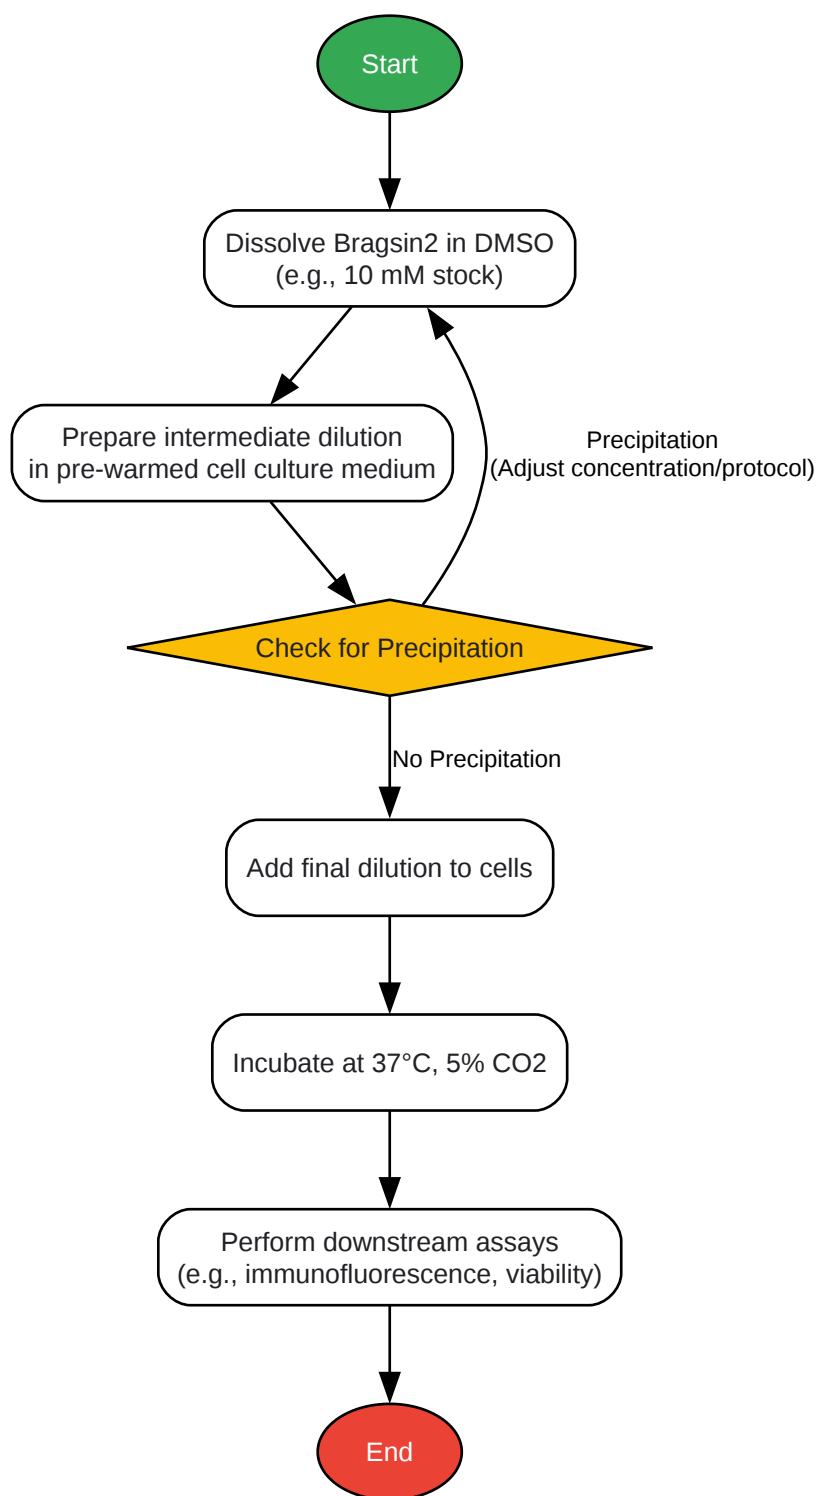 Start
Dissolve Bragsin2 in DMSO
(e.g., 10 mM stock)
Prepare intermediate dilution
in pre-warmed cell culture medium
Precipitation
(Adjust concentration/protocol)
Check for Precipitation
No Precipitation
Add final dilution to cells
Incubate at 37°C, 5% CO2
Perform downstream assays
(e.g., immunofluorescence, viability)
End